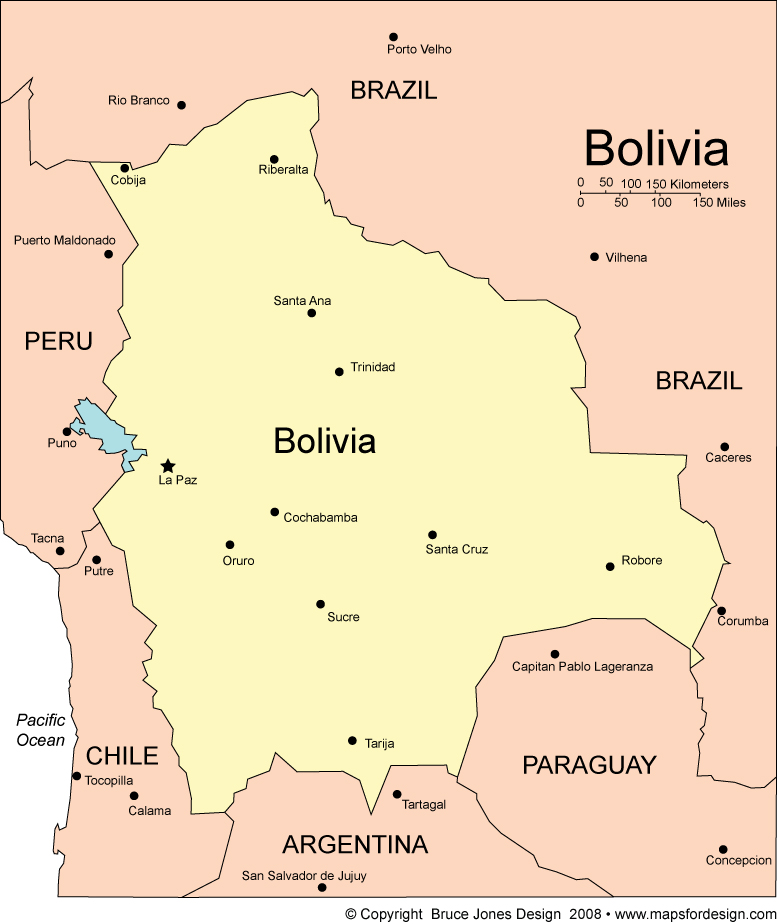 Porto Velho
BRAZIL
Rio Branco
Bolivia
0 50 100 150 Kilometers
0 50 100 150 Miles
Cobija
Riberalta
Puerto Maldonado
Vilhena
Santa Ana
PERU
Trinidad
BRAZIL
Puno
Bolivia
Caceres
La Paz
Cochabamba
Tacna
Santa Cruz
Oruro
Robore
Putre
Sucre
Corumba
Capitan Pablo Lageranza
Pacific
Ocean
Tarija
CHILE
PARAGUAY
Tocopilla
Calama
Tartagal
ARGENTINA
Concepcion
San Salvador de Jujuy
© Copyright Bruce Jones Design 2008 • www.mapsfordesign.com